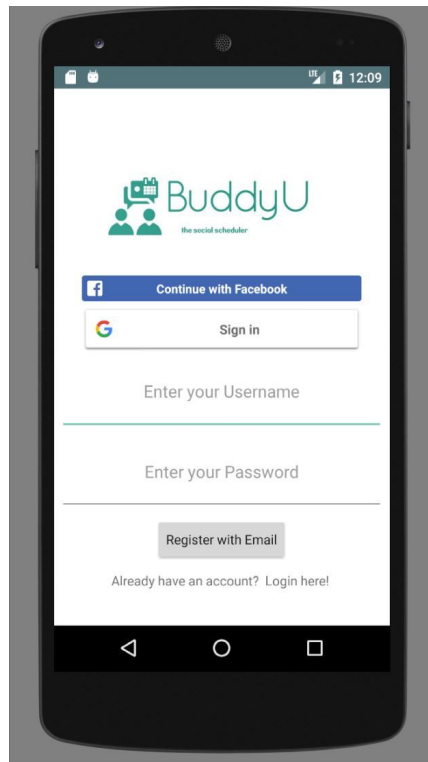 LTE 12:09
BuddyU
the social scheduler
f Continue with Facebook
G Sign in
Enter your Username
Enter your Password
Register with Email
Already have an account? Login here!